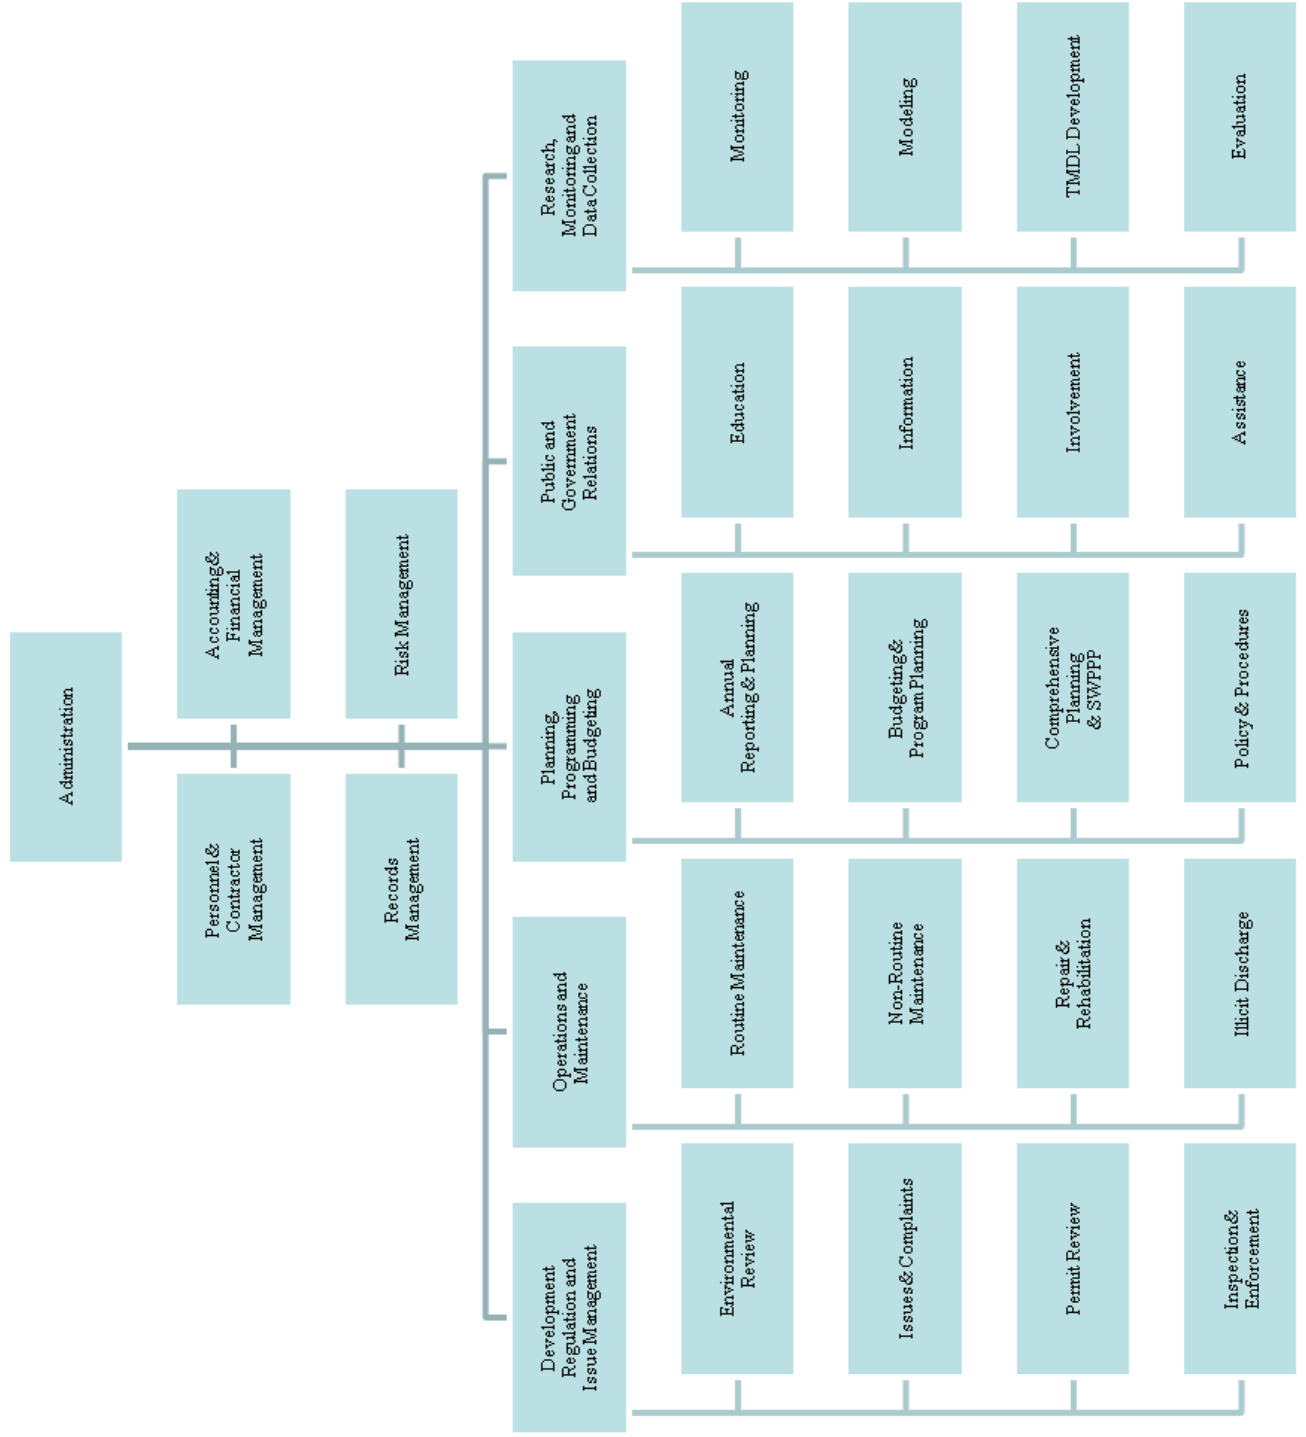 Administration
Personnel &
Contractor
Management
Accounting &
Financial
Management
Records
Management
Risk Management
Development
Regulation and
Issue Management
Operations and
Maintenance
Planning,
Programming
and Budgeting
Public and
Government
Relations
Research,
Monitoring and
Data Collection
Environmental
Review
Issues & Complaints
Permit Review
Inspection &
Enforcement
Routine Maintenance
Non-Routine
Maintenance
Repair &
Rehabilitation
Illicit Discharge
Annual
Reporting & Planning
Budgeting &
Program Planning
Comprehensive
Planning
& SWPPP
Policy & Procedures
Education
Information
Involvement
Assistance
Monitoring
Modeling
TMDL Development
Evaluation